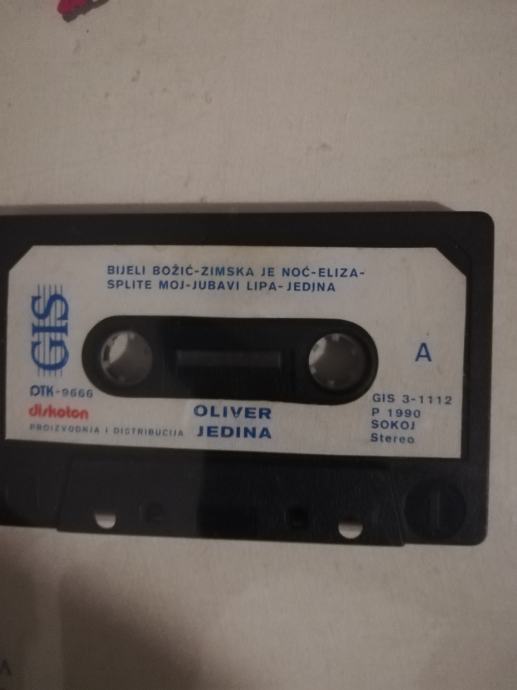 BIJELI BOŽIĆ-ZIMSKA JE NOĆ-ELIZA-
SPLITE MOJ-JUBAVI LIPA-JEDINA
GIS
A
DTK-9666
diskoton
PROIZVODNJA I DISTRIBUCIJA
OLIVER
JEDINA
GIS 3-1112
P 1990
SOKOJ
Stereo
A